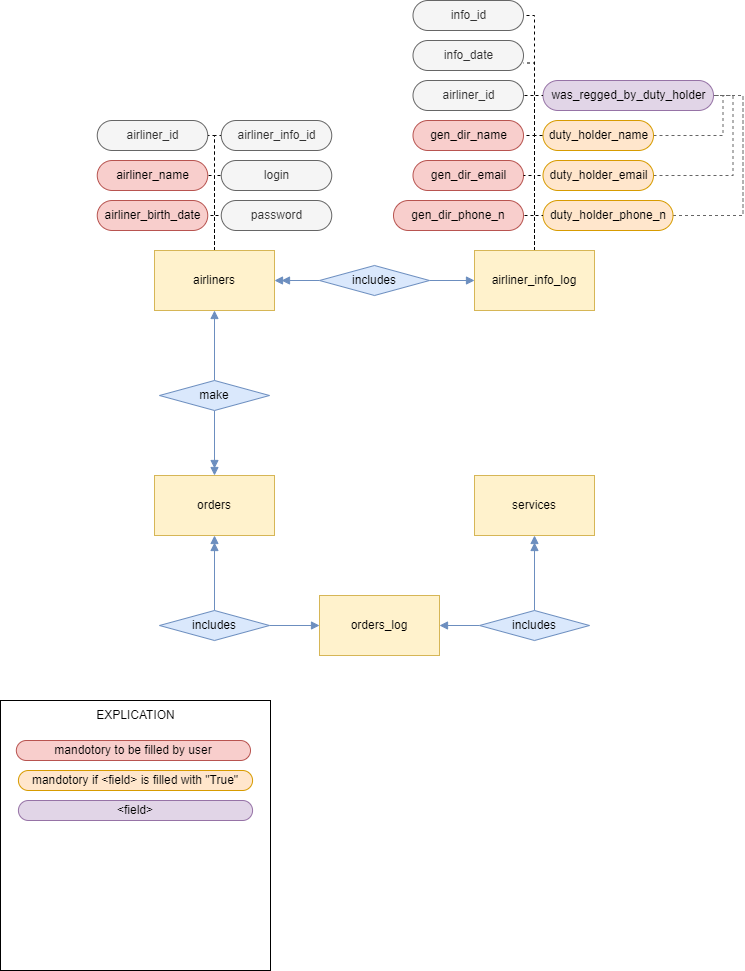 info_id
info_date
airliner_id
was_regged_by_duty_holder
airliner_id
airliner_info_id
gen_dir_name
duty_holder_name
airliner_name
login
gen_dir_email
duty_holder_email
airliner_birth_date
password
gen_dir_phone_n
duty_holder_phone_n
airliners
includes
airliner_info_log
make
orders
services
includes
orders_log
includes
EXPLICATION
mandotory to be filled by user
mandotory if <field> is filled with "True"
<field>